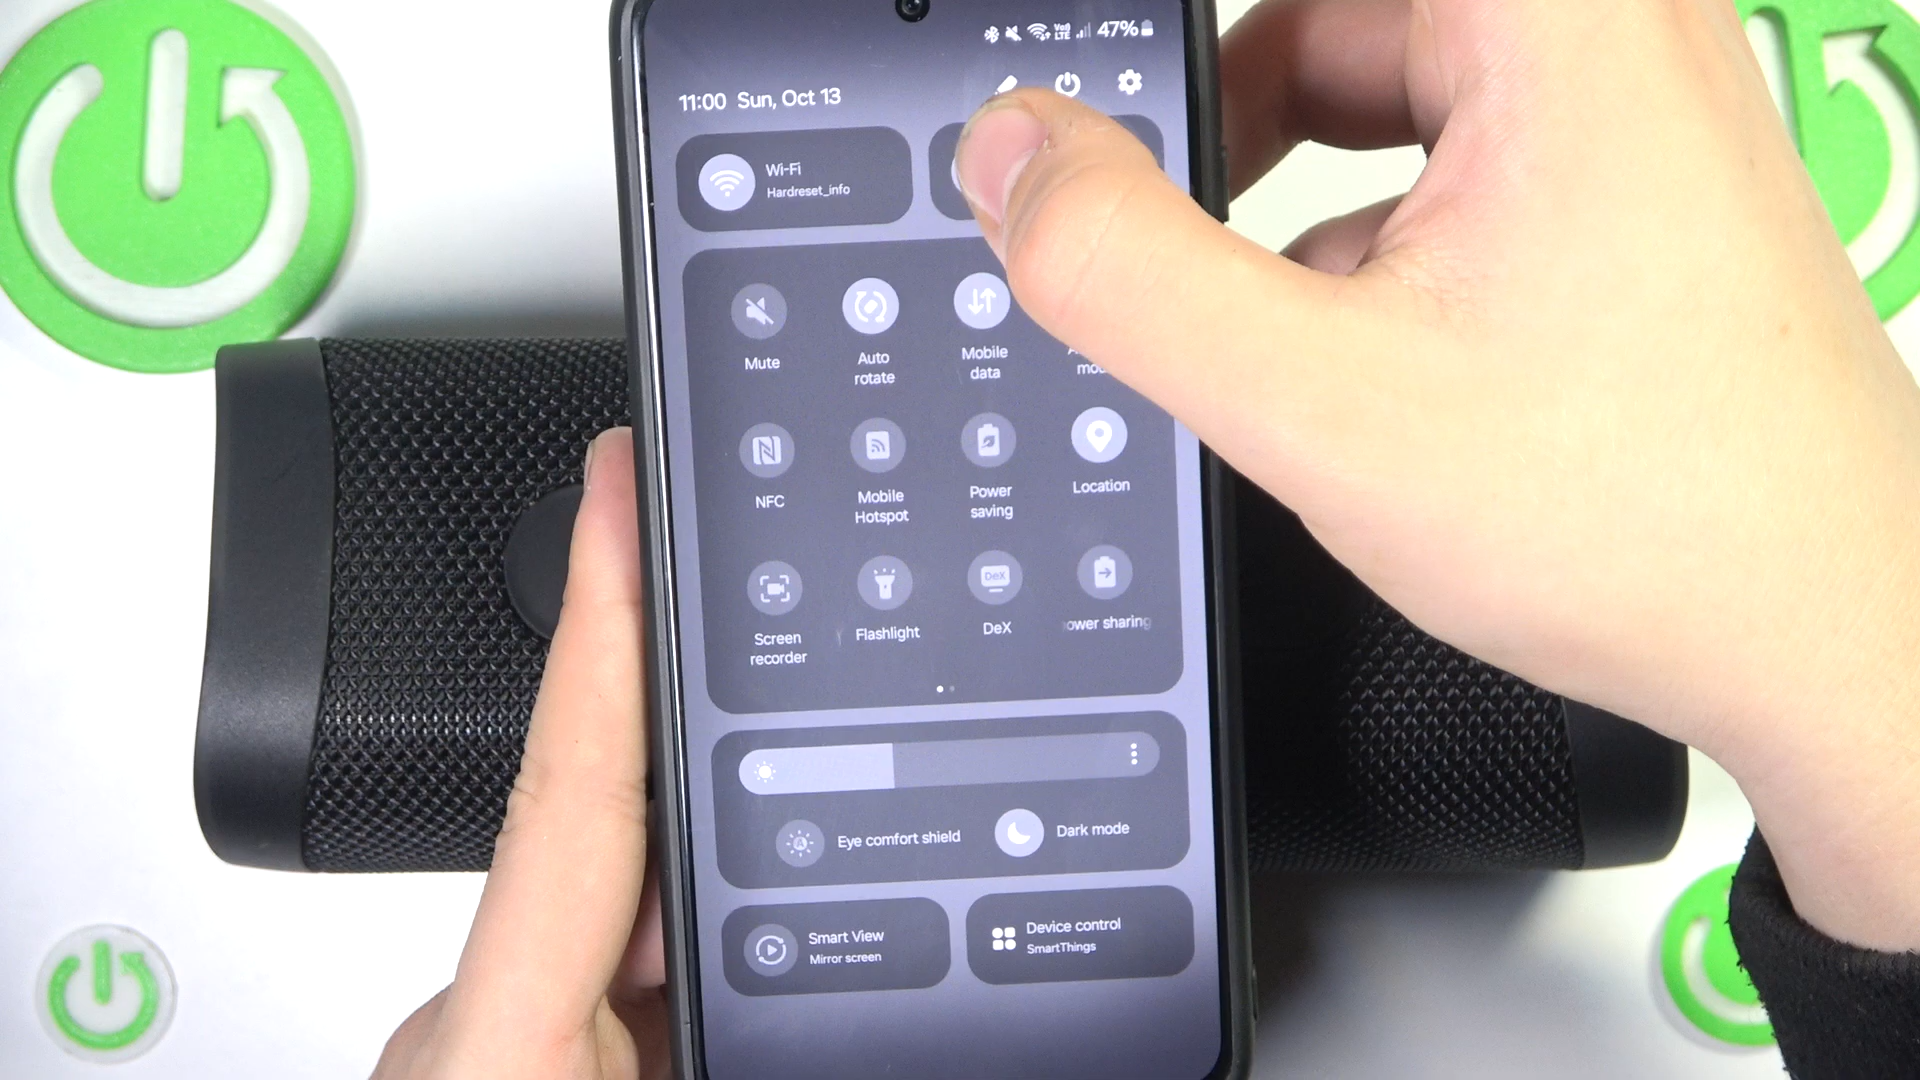 Vo)) LTE 47%
11:00 Sun, Oct 13
Wi-Fi
Hardreset_info
Mute
Auto rotate
Mobile data
NFC
Mobile Hotspot
Power saving
Location
Screen recorder
Flashlight
DeX
DeX
ower sharing
Eye comfort shield
Dark mode
Smart View
Mirror screen
Device control
SmartThings